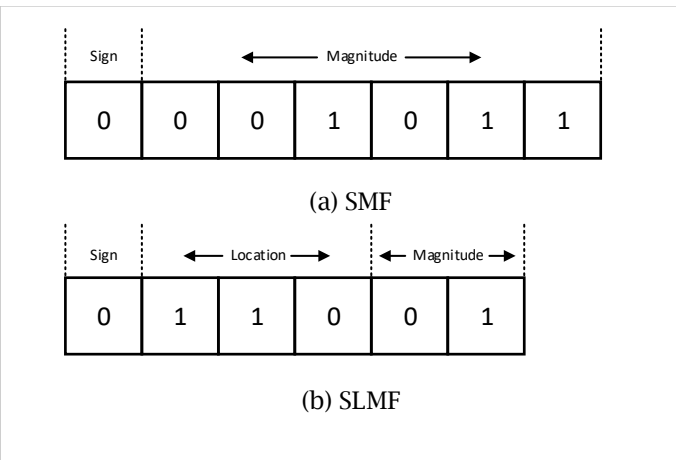 Sign Magnitude
0 0 0 1 0 1 1
(a) SMF
Sign Location Magnitude
0 1 1 0 0 1
(b) SLMF